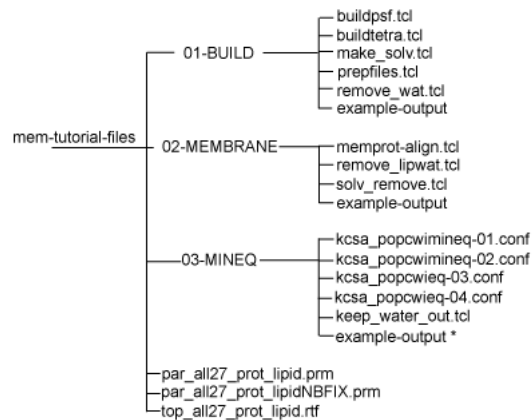 mem-tutorial-files
01-BUILD
buildpsf.tcl
buildtetra.tcl
make_solv.tcl
prepfiles.tcl
remove_wat.tcl
example-output
02-MEMBRANE
memprot-align.tcl
remove_lipwat.tcl
solv_remove.tcl
example-output
03-MINEQ
kcsa_popcwimineq-01.conf
kcsa_popcwimineq-02.conf
kcsa_popcwieq-03.conf
kcsa_popcwieq-04.conf
keep_water_out.tcl
example-output *
par_all27_prot_lipid.prm
par_all27_prot_lipidNBFIX.prm
top_all27_prot_lipid.rtf